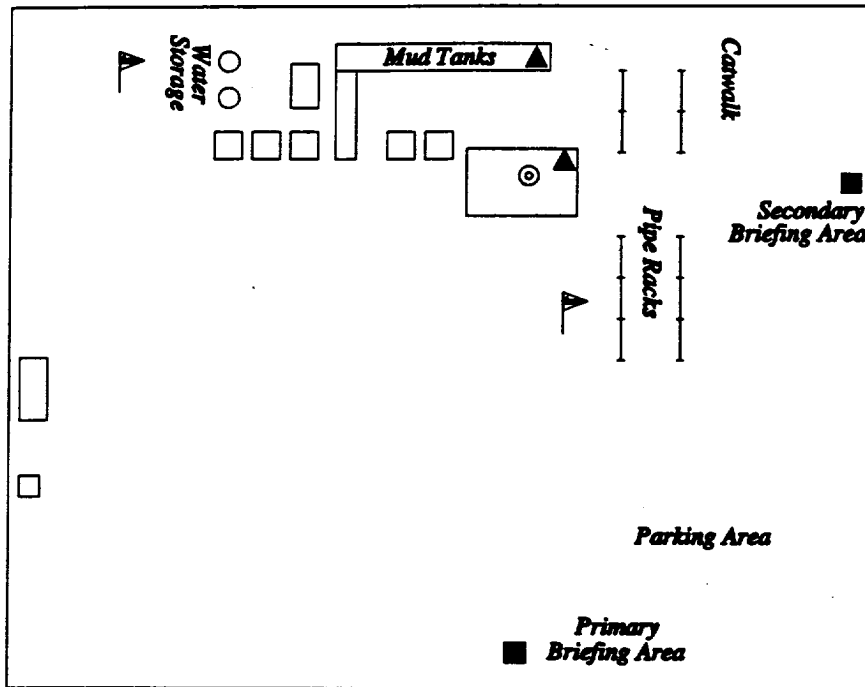 Water
Storage
Mud Tanks
Catwalk
Secondary
Briefing Area
Pipe Racks
Parking Area
Primary
Briefing Area